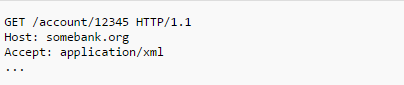 GET /account/12345 HTTP/1.1
Host: somebank.org
Accept: application/xml
...